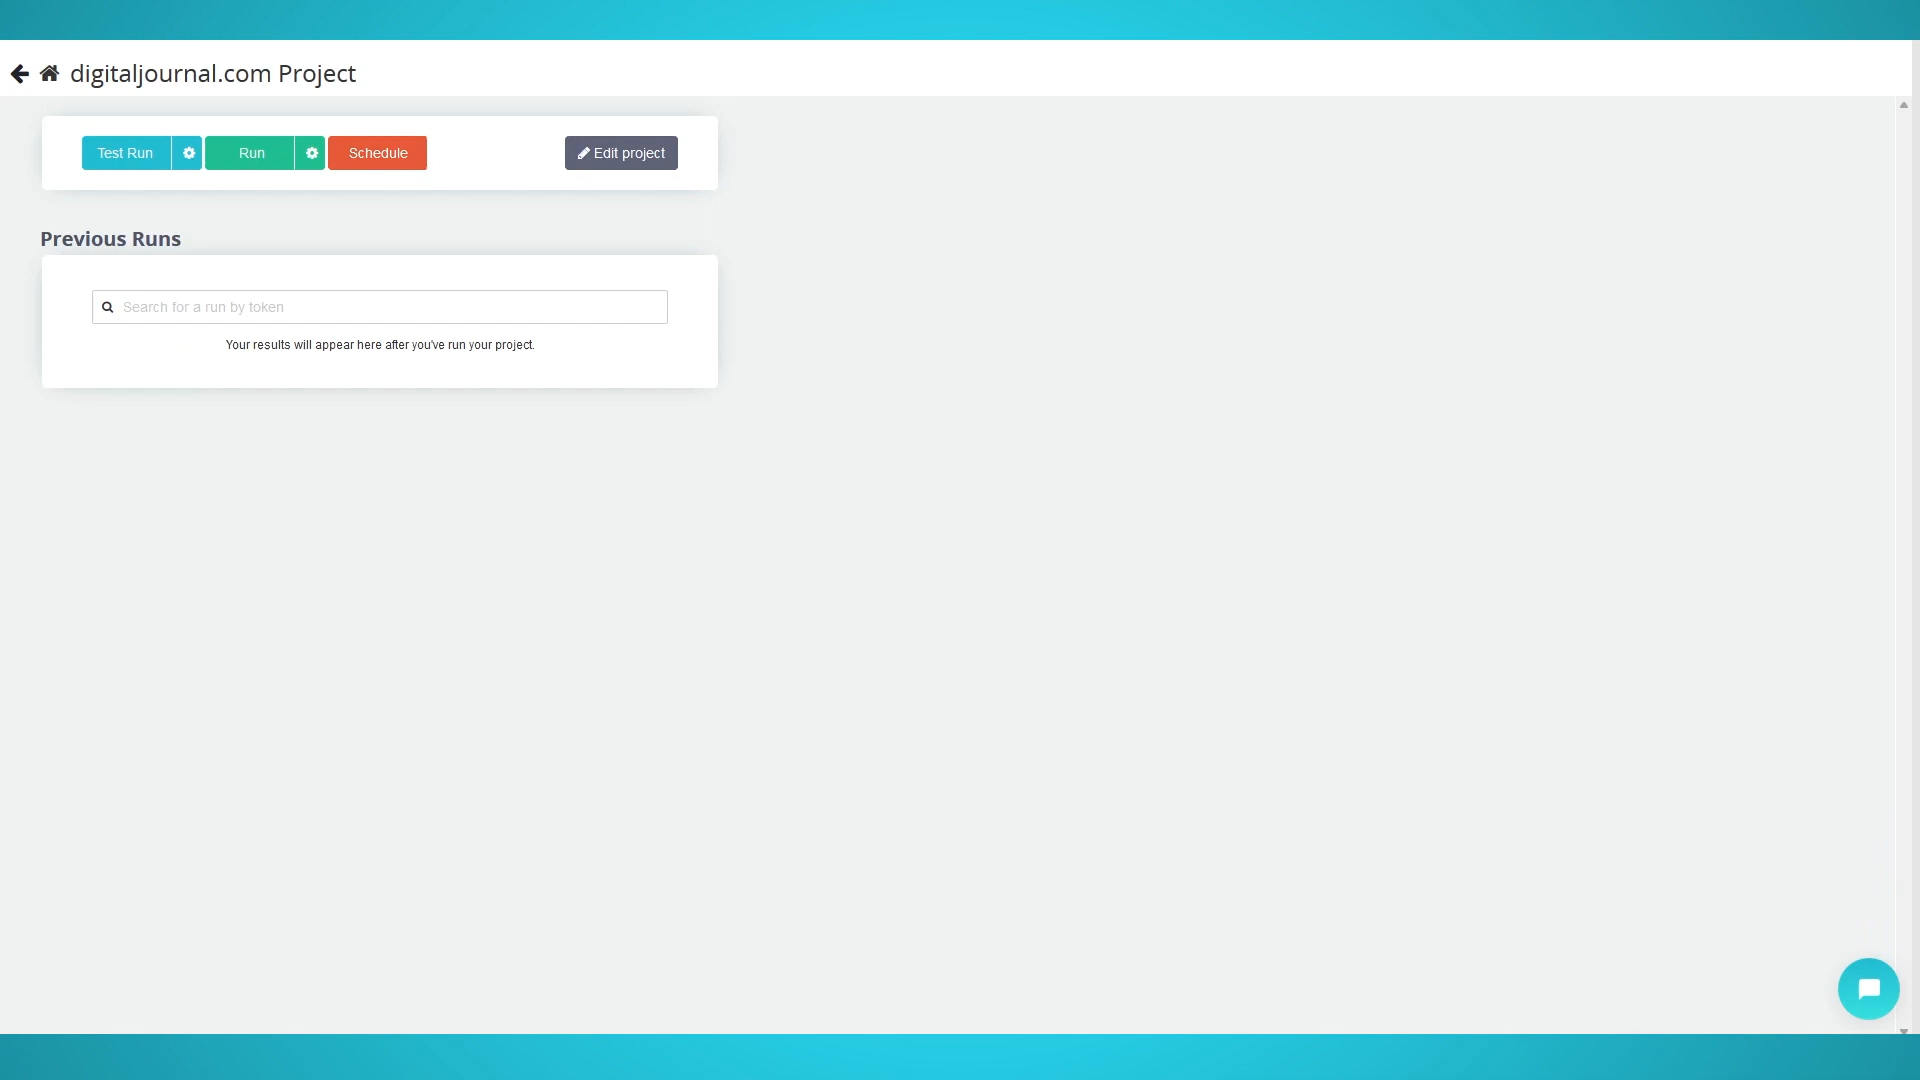 digitaljournal.com Project
Test Run
Run
Schedule
Edit project
Previous Runs
Search for a run by token
Your results will appear here after you've run your project.